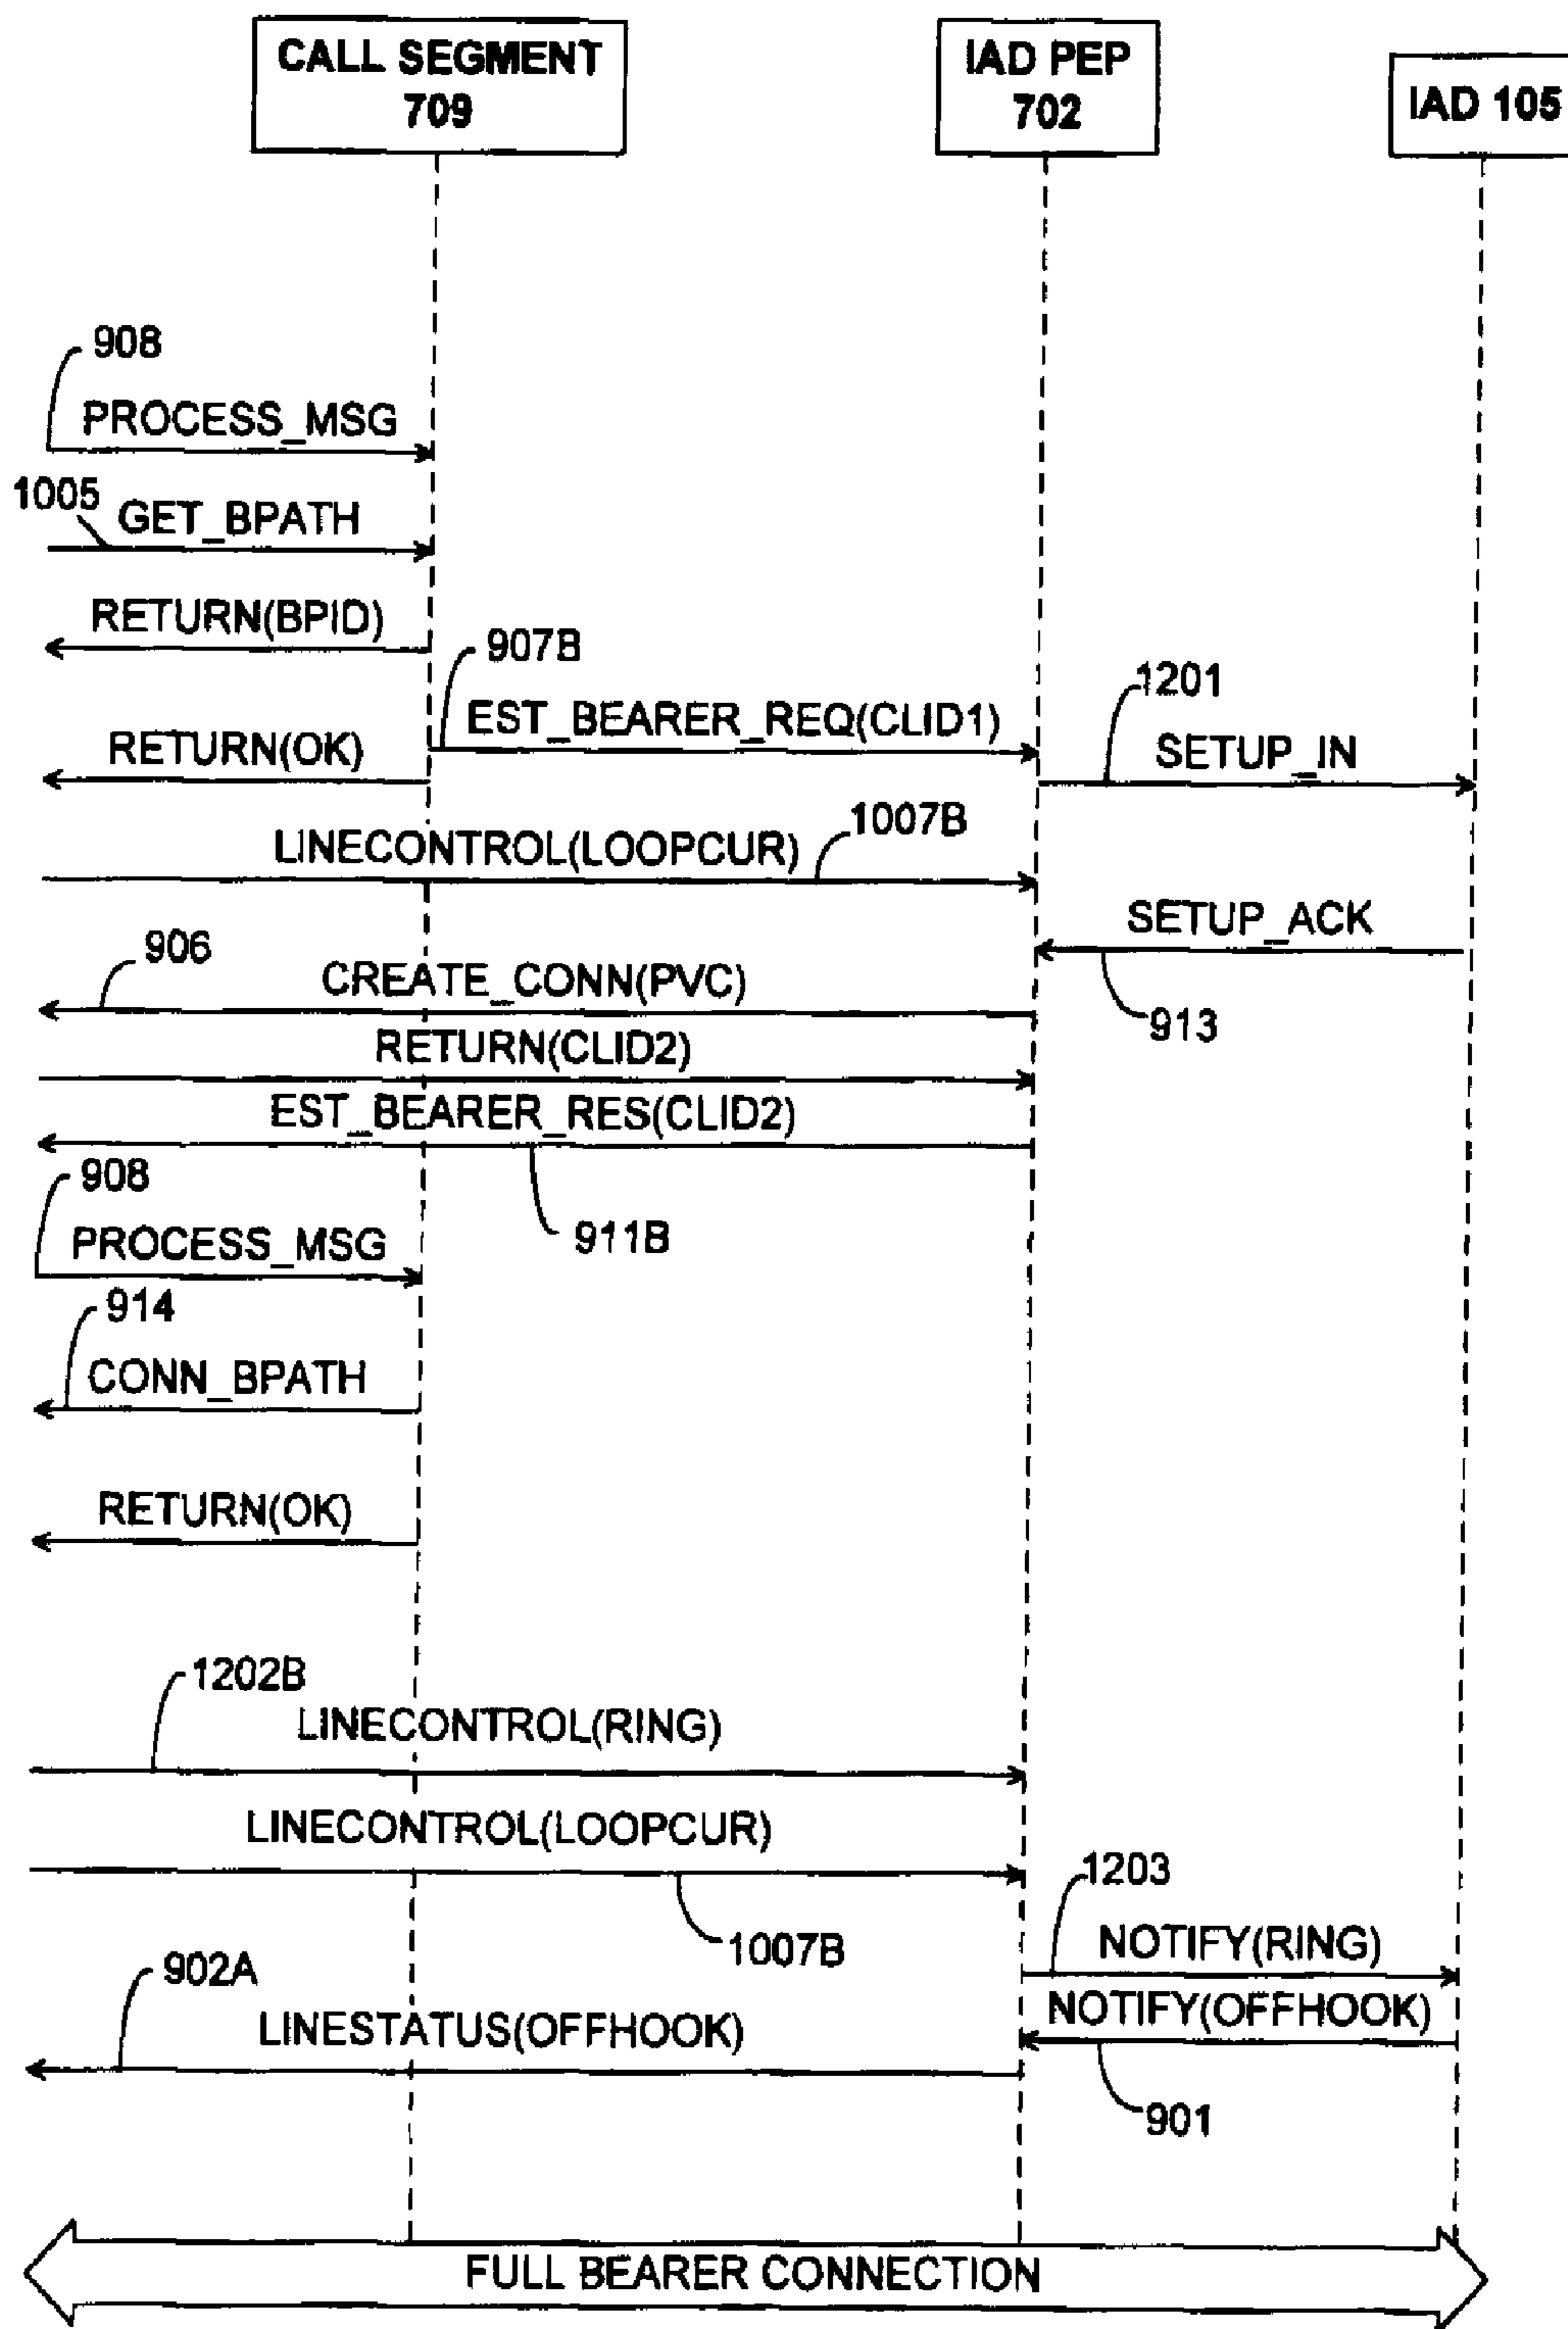 CALL SEGMENT
709
IAD PEP
702
IAD 105
908
PROCESS_MSG
1005
GET_BPATH
RETURN(BPID)
907B
EST_BEARER_REQ(CLID1)
1201
RETURN(OK)
SETUP_IN
1007B
LINECONTROL(LOOPCUR)
SETUP_ACK
906
CREATE_CONN(PVC)
913
RETURN(CLID2)
EST_BEARER_RES(CLID2)
908
911B
PROCESS_MSG
914
CONN_BPATH
RETURN(OK)
1202B
LINECONTROL(RING)
LINECONTROL(LOOPCUR)
1203
1007B
NOTIFY(RING)
902A
LINESTATUS(OFFHOOK)
NOTIFY(OFFHOOK)
901
FULL BEARER CONNECTION